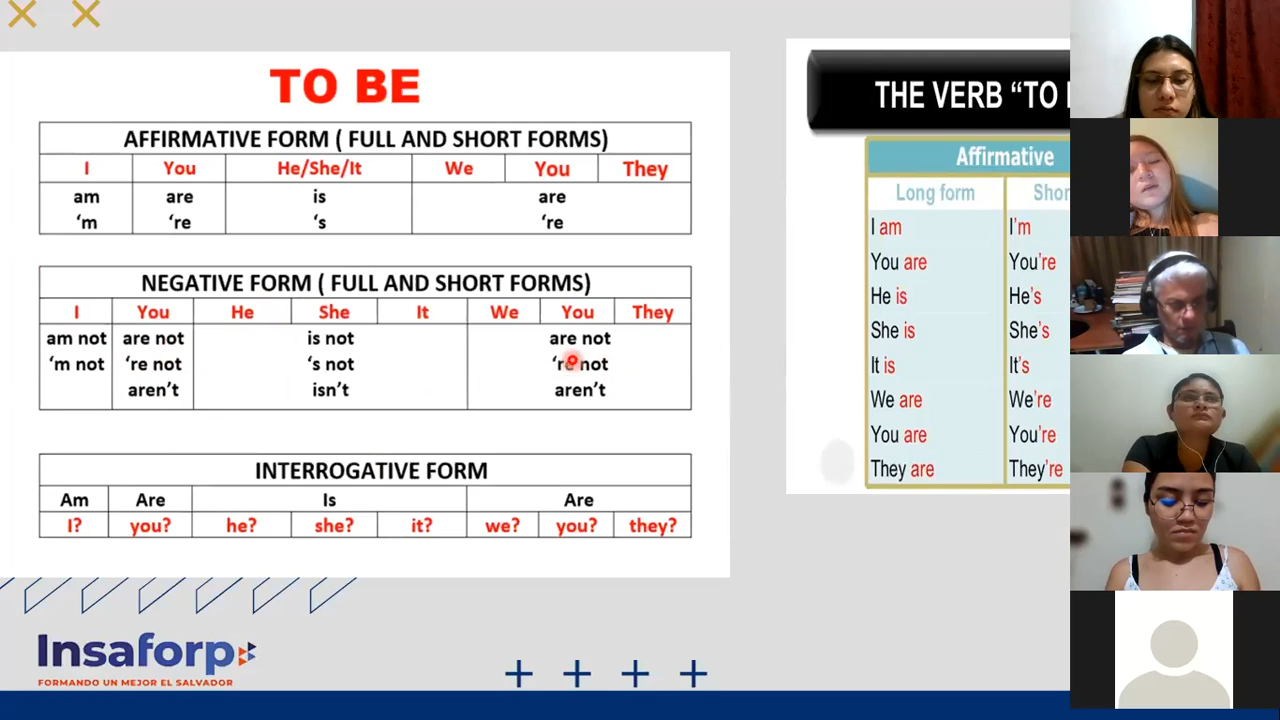 TO BE
AFFIRMATIVE FORM ( FULL AND SHORT FORMS)
I You He/She/It We You They
am are is are
‘m ‘re ‘s ‘re
NEGATIVE FORM ( FULL AND SHORT FORMS)
I You He She It We You They
am not are not is not are not
‘m not ‘re not ‘s not ‘re not
aren’t isn’t aren’t
INTERROGATIVE FORM
Am Are Is Are
I? you? he? she? it? we? you? they?
THE VERB “TO
Affirmative
Long form Shor
I am I’m
You are You’re
He is He’s
She is She’s
It is It’s
We are We’re
You are You’re
They are They’re
Insaforp
FORMANDO UN MEJOR EL SALVADOR